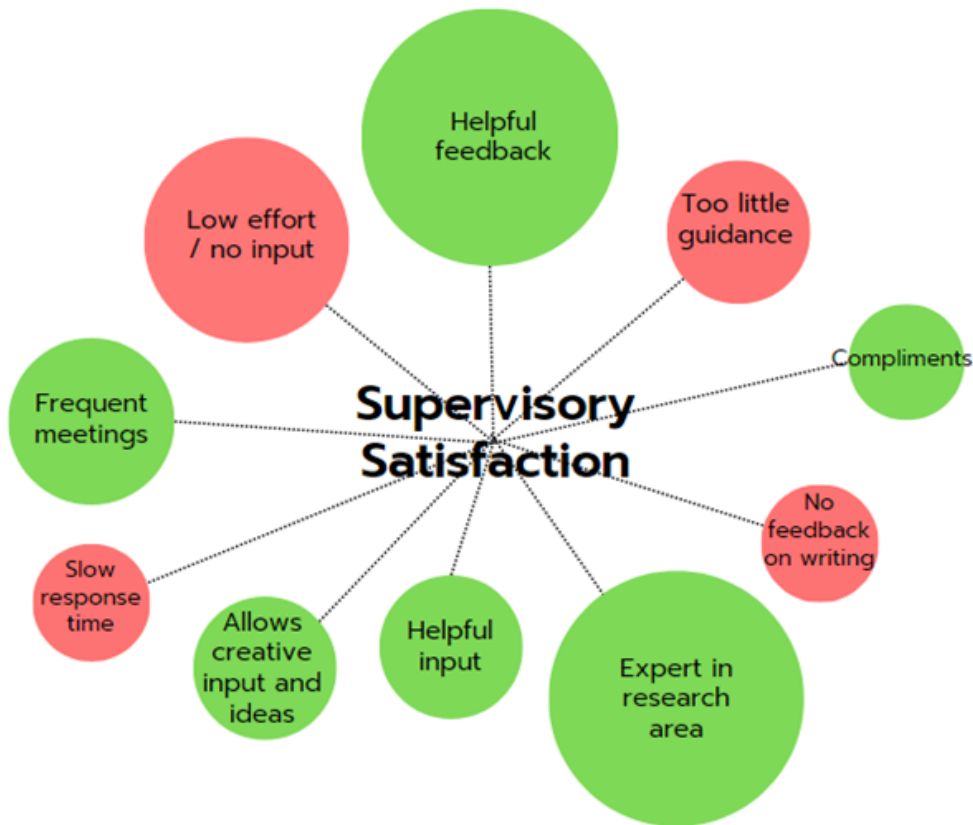 Helpful
feedback
Low effort
/ no input
Too little
guidance
Compliments
Frequent
meetings
Supervisory
Satisfaction
No
feedback
on writing
Slow
response
time
Allows
creative
input and
ideas
Helpful
input
Expert in
research
area